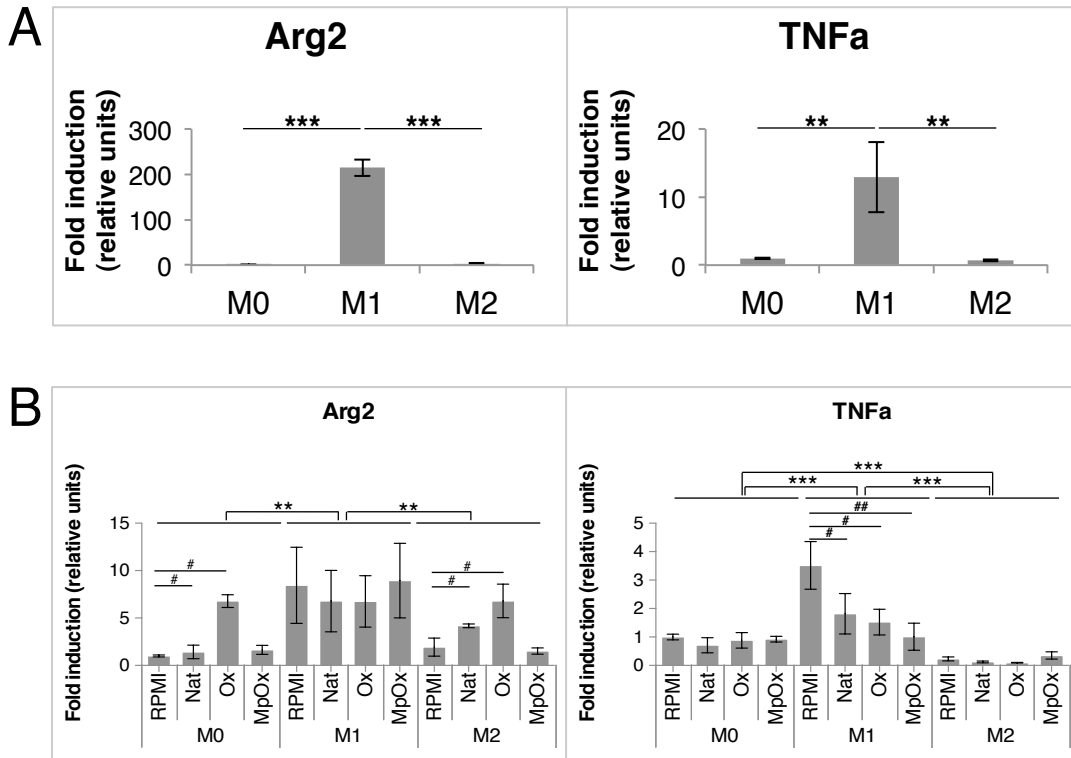 A
Arg2
Fold induction
(relative units)
300
200
100
0
*** ***
M0 M1 M2
TNFa
Fold induction
(relative units)
20
10
0
** **
M0 M1 M2
B
Arg2
Fold induction (relative units)
15
10
5
0
** **
#
#
#
#
RPMI Nat Ox MpOx RPMI Nat Ox MpOx RPMI Nat Ox MpOx
M0 M1 M2
TNFa
Fold induction (relative units)
5
4
3
2
1
0
***
*** ***
##
#
#
RPMI Nat Ox MpOx RPMI Nat Ox MpOx RPMI Nat Ox MpOx
M0 M1 M2